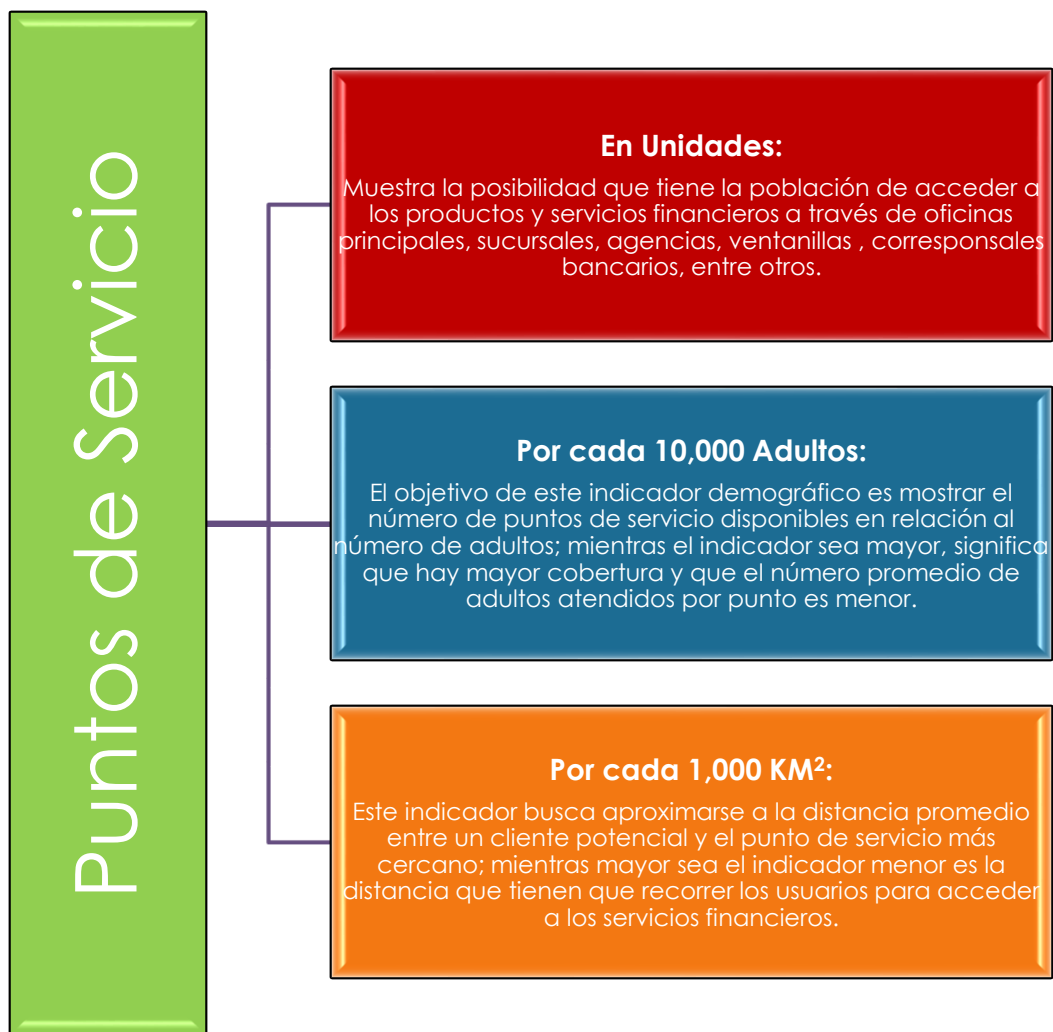 Puntos de Servicio
En Unidades:
Muestra la posibilidad que tiene la población de acceder a
los productos y servicios financieros a través de oficinas
principales, sucursales, agencias, ventanillas , corresponsales
bancarios, entre otros.
Por cada 10,000 Adultos:
El objetivo de este indicador demográfico es mostrar el
número de puntos de servicio disponibles en relación al
número de adultos; mientras el indicador sea mayor, significa
que hay mayor cobertura y que el número promedio de
adultos atendidos por punto es menor.
Por cada 1,000 KM²:
Este indicador busca aproximarse a la distancia promedio
entre un cliente potencial y el punto de servicio más
cercano; mientras mayor sea el indicador menor es la
distancia que tienen que recorrer los usuarios para acceder
a los servicios financieros.